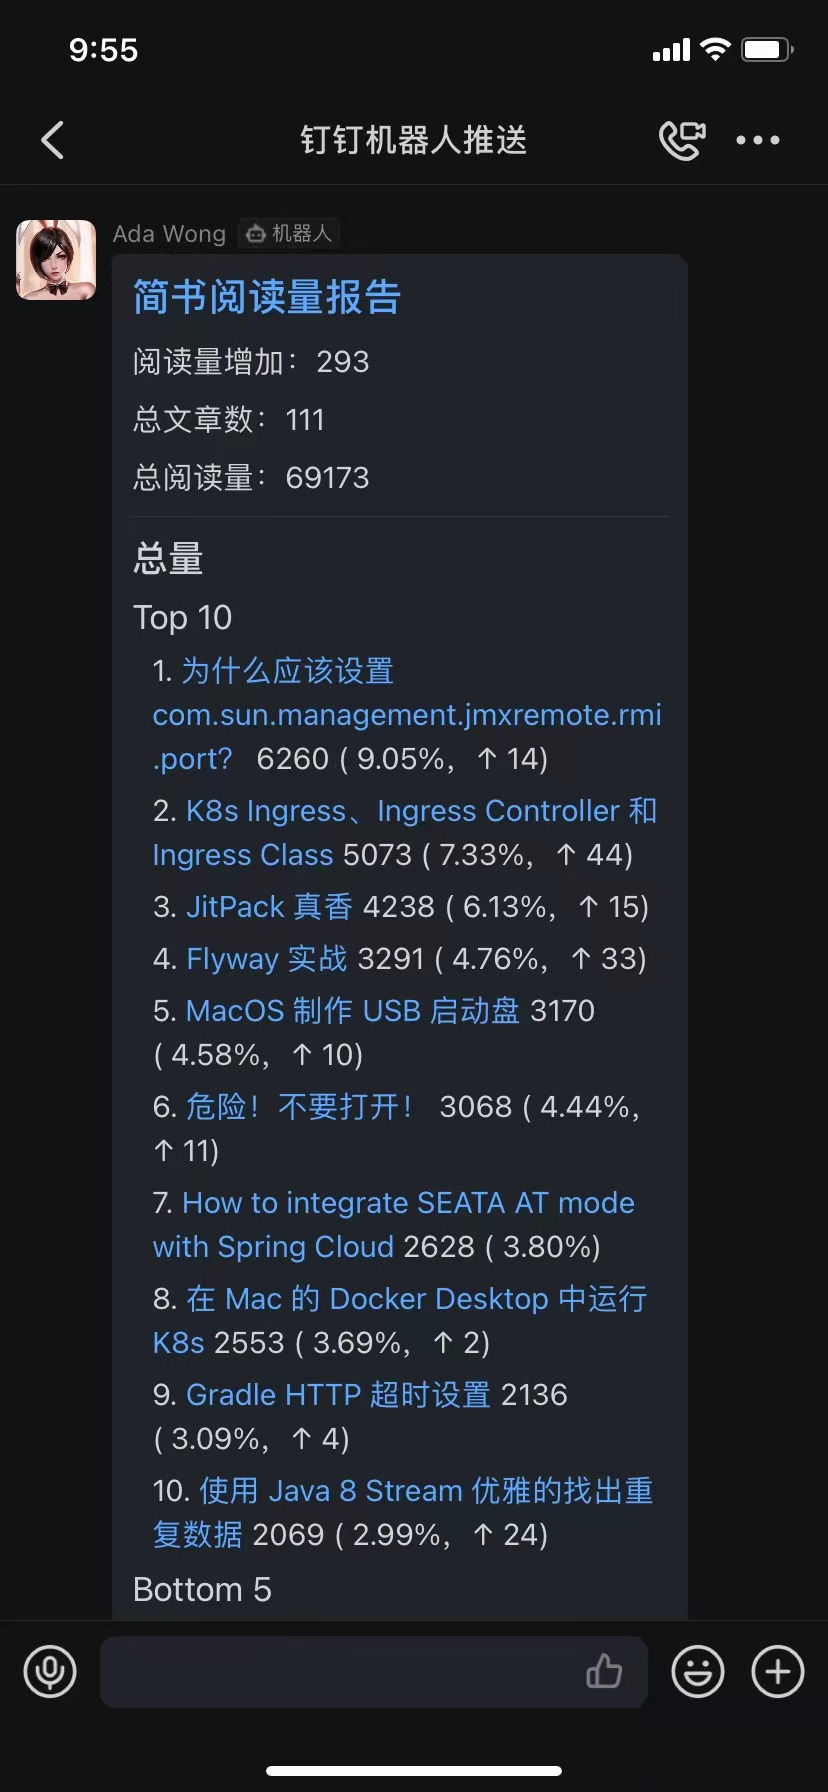 9:55
钉钉机器人推送
Ada Wong 机器人
简书阅读量报告
阅读量增加：293
总文章数：111
总阅读量：69173
总量
Top 10
1. 为什么应该设置
com.sun.management.jmxremote.rmi
.port？ 6260 ( 9.05%，↑ 14)
2. K8s Ingress、Ingress Controller 和
Ingress Class 5073 ( 7.33%，↑ 44)
3. JitPack 真香 4238 ( 6.13%，↑ 15)
4. Flyway 实战 3291 ( 4.76%，↑ 33)
5. MacOS 制作 USB 启动盘 3170
( 4.58%，↑ 10)
6. 危险！不要打开！ 3068 ( 4.44%，
↑ 11)
7. How to integrate SEATA AT mode
with Spring Cloud 2628 ( 3.80%)
8. 在 Mac 的 Docker Desktop 中运行
K8s 2553 ( 3.69%，↑ 2)
9. Gradle HTTP 超时设置 2136
( 3.09%，↑ 4)
10. 使用 Java 8 Stream 优雅的找出重
复数据 2069 ( 2.99%，↑ 24)
Bottom 5